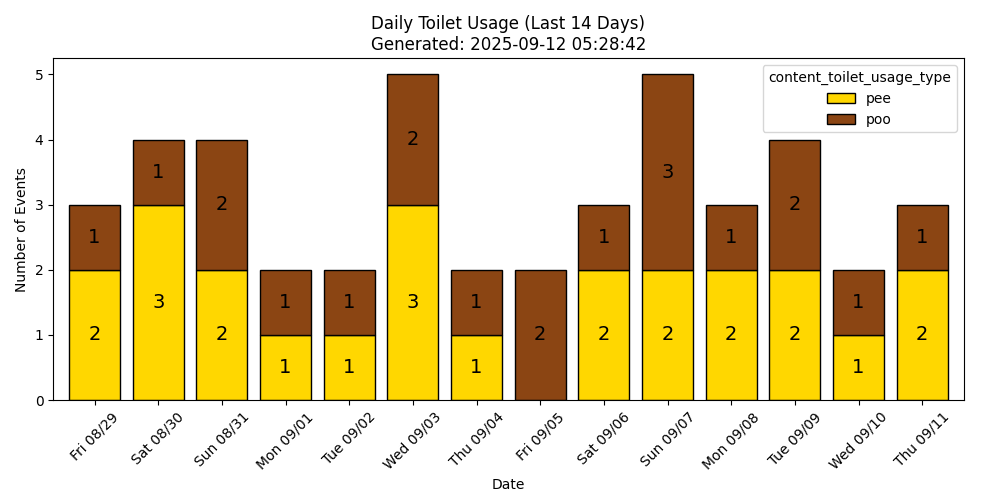 Daily Toilet Usage (Last 14 Days)
Generated: 2025-09-12 05:28:42
content_toilet_usage_type
pee
poo
Number of Events
5
4
3
2
1
0
1 1 2 1 1 2 1 2 1 3 1 2 1 1
2 3 2 1 1 3 1 2 2 2 2 1 2
Fri 08/29
Sat 08/30
Sun 08/31
Mon 09/01
Tue 09/02
Wed 09/03
Thu 09/04
Fri 09/05
Sat 09/06
Sun 09/07
Mon 09/08
Tue 09/09
Wed 09/10
Thu 09/11
Date